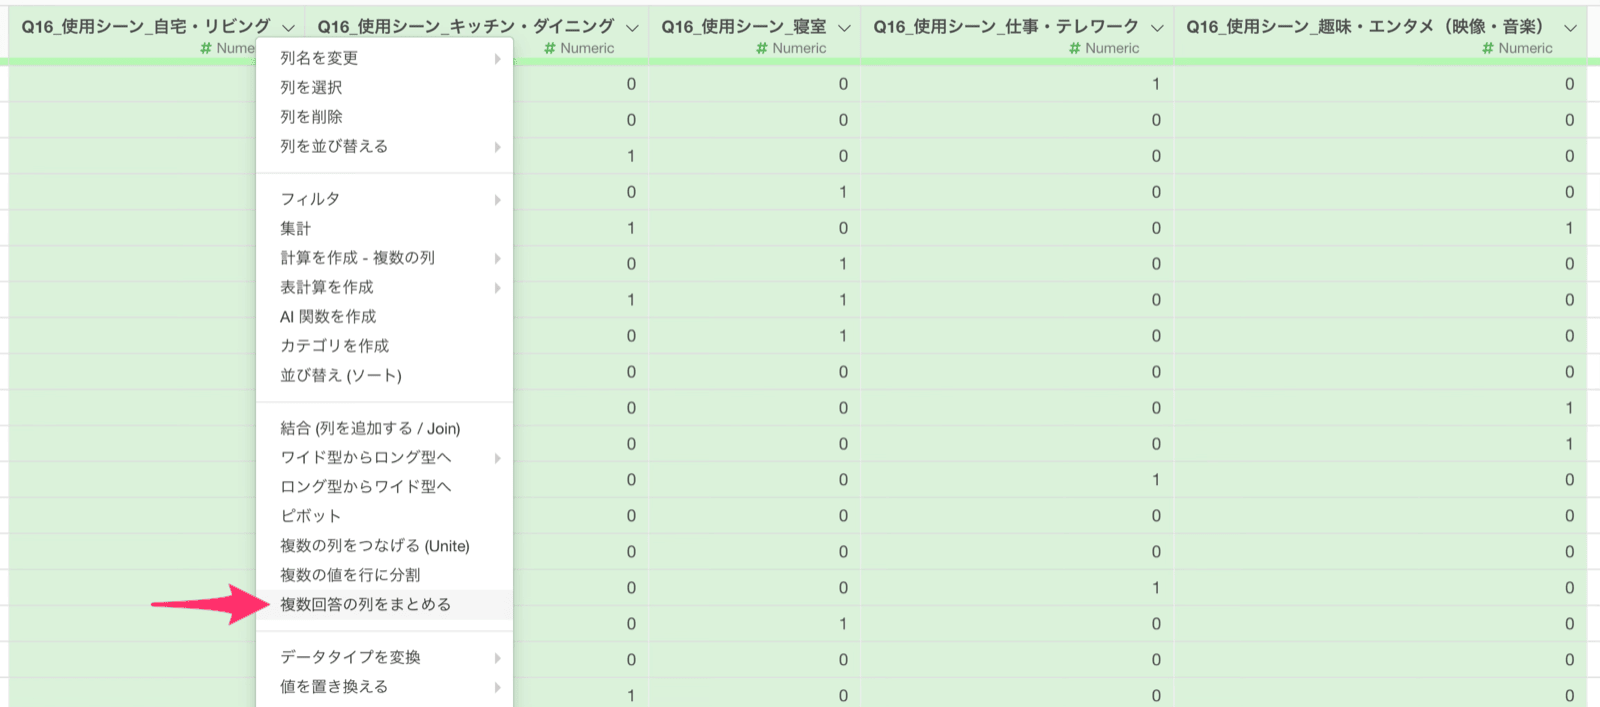 Q16_使用シーン_自宅・リビング Q16_使用シーン_キッチン・ダイニング Q16_使用シーン_寝室 Q16_使用シーン_仕事・テレワーク Q16_使用シーン_趣味・エンタメ（映像・音楽）
# Nume # Numeric # Numeric # Numeric # Numeric
列名を変更
列を選択
列を削除
列を並び替える
フィルタ
集計
計算を作成 - 複数の列
表計算を作成
AI 関数を作成
カテゴリを作成
並び替え (ソート)
結合 (列を追加する / Join)
ワイド型からロング型へ
ロング型からワイド型へ
ピボット
複数の列をつなげる (Unite)
複数の値を行に分割
複数回答の列をまとめる
データタイプを変換
値を置き換える
0 0 1 0
0 0 0 0
1 0 0 0
0 1 0 0
1 0 0 1
0 1 0 0
1 1 0 0
0 1 0 0
0 0 0 0
0 0 0 1
0 0 0 1
0 0 1 0
0 0 0 0
0 0 0 0
0 0 1 0
0 1 0 0
0 0 0 0
1 0 0 0